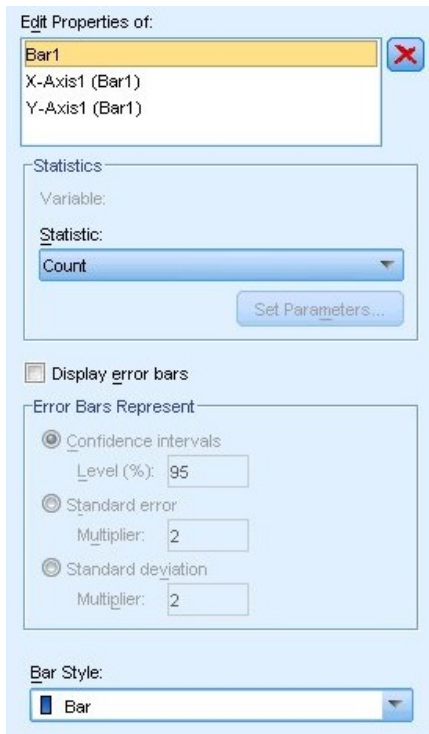 Edit Properties of:
Bar1
X-Axis1 (Bar1)
Y-Axis1 (Bar1)
Statistics
Variable:
Statistic:
Count
Set Parameters...
Display error bars
Error Bars Represent
Confidence intervals
Level (%): 95
Standard error
Multiplier: 2
Standard deviation
Multiplier: 2
Bar Style:
Bar